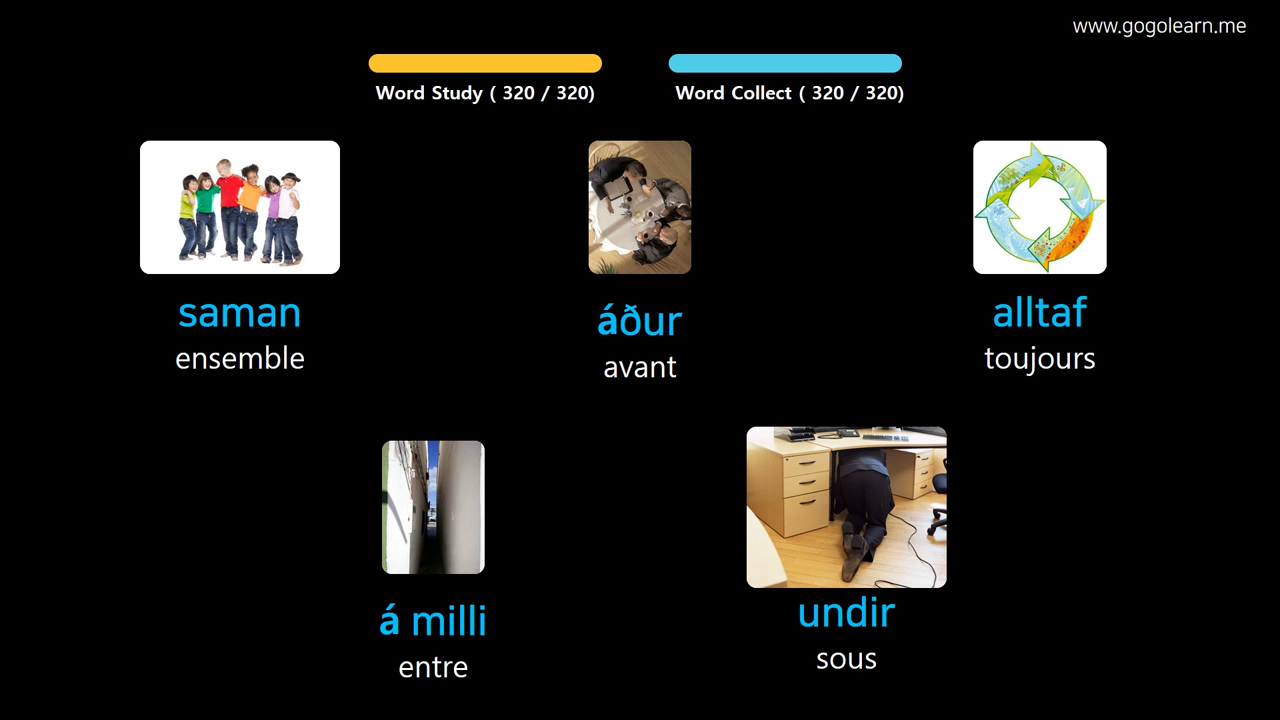 www.gogolearn.me
Word Study ( 320 / 320)
Word Collect ( 320 / 320)
saman
ensemble
áður
avant
alltaf
toujours
á milli
entre
undir
sous